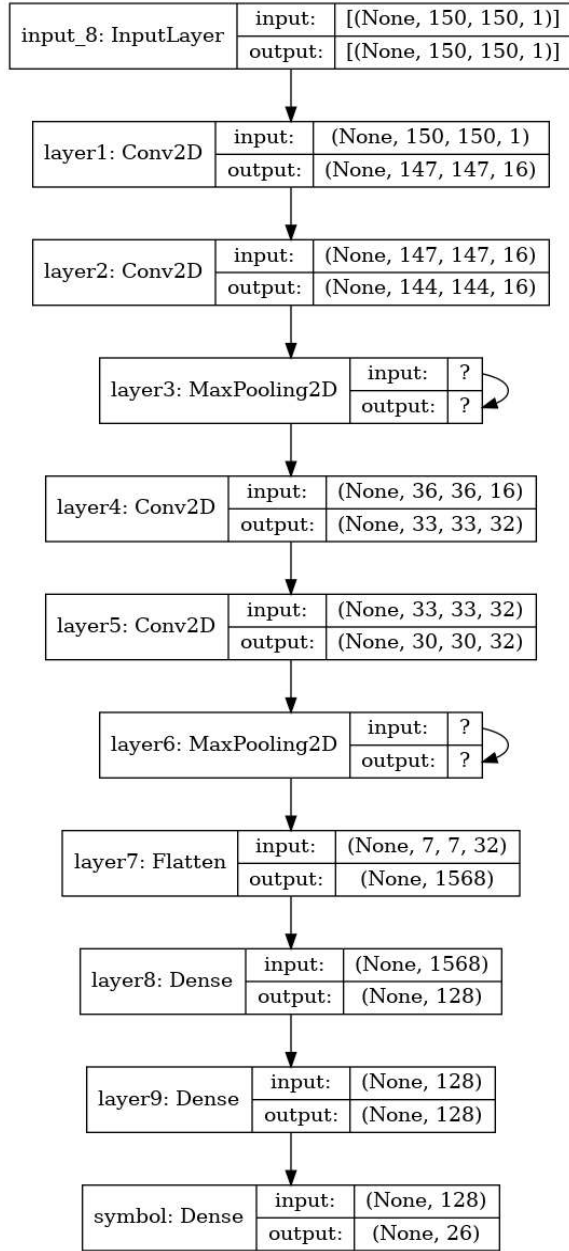 input_8: InputLayer
input: [(None, 150, 150, 1)]
output: [(None, 150, 150, 1)]
layer1: Conv2D
input: (None, 150, 150, 1)
output: (None, 147, 147, 16)
layer2: Conv2D
input: (None, 147, 147, 16)
output: (None, 144, 144, 16)
layer3: MaxPooling2D
input: ?
output: ?
layer4: Conv2D
input: (None, 36, 36, 16)
output: (None, 33, 33, 32)
layer5: Conv2D
input: (None, 33, 33, 32)
output: (None, 30, 30, 32)
layer6: MaxPooling2D
input: ?
output: ?
layer7: Flatten
input: (None, 7, 7, 32)
output: (None, 1568)
layer8: Dense
input: (None, 1568)
output: (None, 128)
layer9: Dense
input: (None, 128)
output: (None, 128)
symbol: Dense
input: (None, 128)
output: (None, 26)